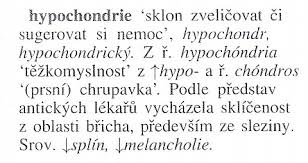 hypochondrie ‘sklon zveličovat či
sugerovat si nemoc’, hypochondr,
hypochondrický. Z ř. hypochóndria
‘těžkomyslnost’ z ↑hypo- a ř. chóndros
‘(prsní) chrupavka’. Podle představ
antických lékařů vycházela sklíčenost
z oblasti břicha, především ze sleziny.
Srov. ↓splín, ↓melancholie.